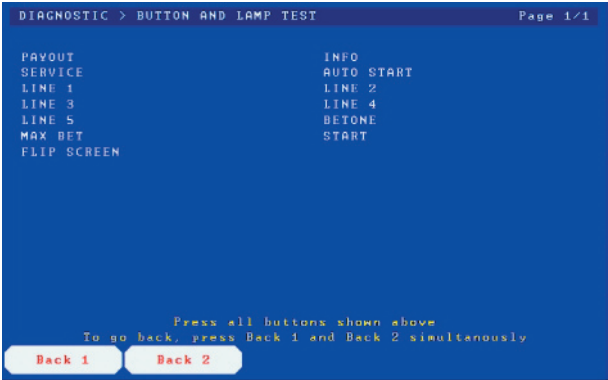 DIAGNOSTIC > BUTTON AND LAMP TEST Page 1/1
PAYOUT INFO
SERVICE AUTO START
LINE 1 LINE 2
LINE 3 LINE 4
LINE 5 BETONE
MAX BET START
FLIP SCREEN
Press all buttons shown above
To go back, press Back 1 and Back 2 simultanously
Back 1 Back 2